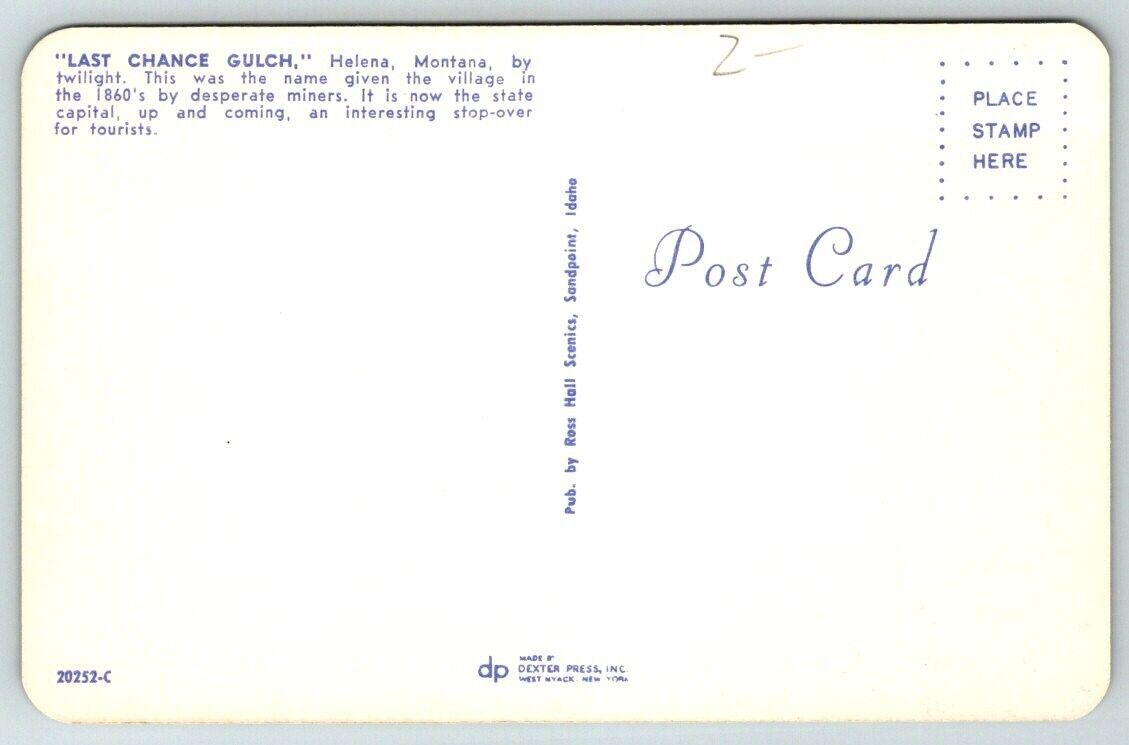 "LAST CHANCE GULCH," Helena, Montana, by
twilight. This was the name given the village in
the 1860's by desperate miners. It is now the state
capital, up and coming, an interesting stop-over
for tourists.
2-
PLACE
STAMP
HERE
Post Card
Pub. by Ross Hall Scenics, Sandpoint, Idaho
20252-C
dp
MADE BY
DEXTER PRESS, INC.
WEST NYACK, NEW YORK